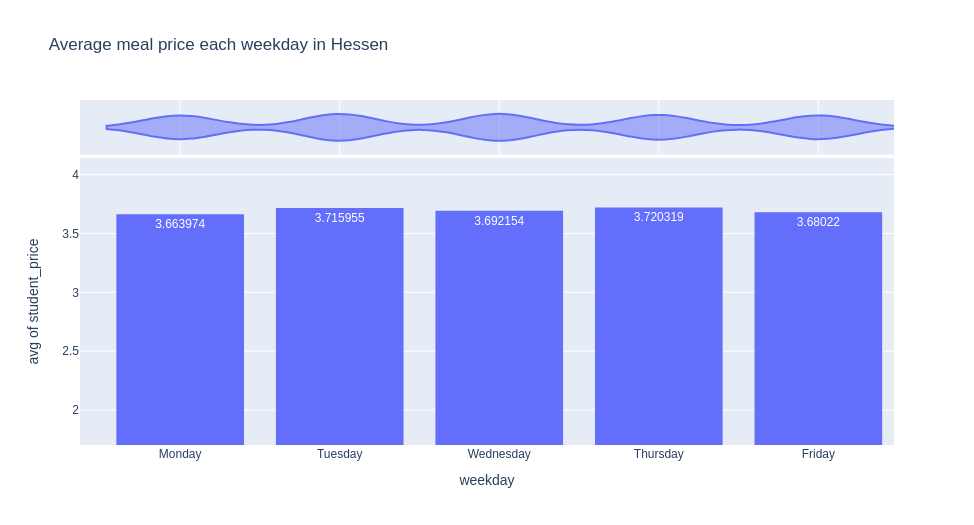 Average meal price each weekday in Hessen
4
3.5
3
2.5
2
avg of student_price
3.663974
3.715955
3.692154
3.720319
3.68022
Monday
Tuesday
Wednesday
Thursday
Friday
weekday